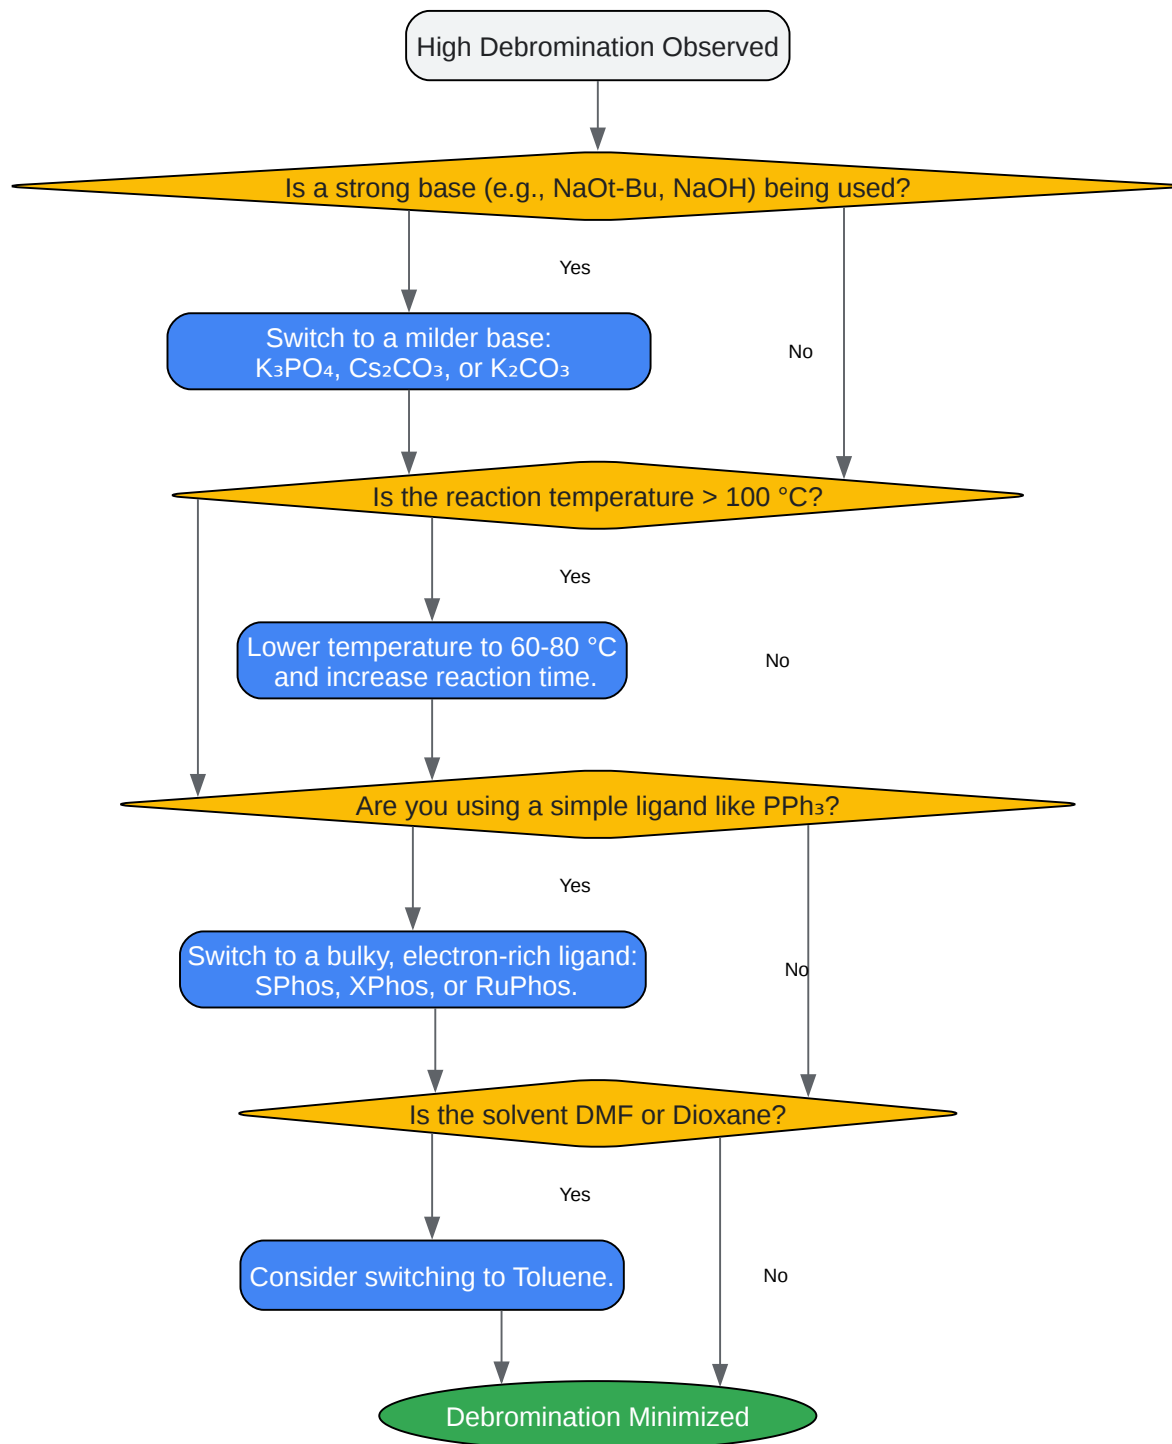 High Debromination Observed
Is a strong base (e.g., NaOt-Bu, NaOH) being used?
Yes
Switch to a milder base:
K₃PO₄, Cs₂CO₃, or K₂CO₃
No
Is the reaction temperature > 100 °C?
Yes
Lower temperature to 60-80 °C
and increase reaction time.
No
Are you using a simple ligand like PPh₃?
Yes
Switch to a bulky, electron-rich ligand:
SPhos, XPhos, or RuPhos.
No
Is the solvent DMF or Dioxane?
Yes
Consider switching to Toluene.
No
Debromination Minimized